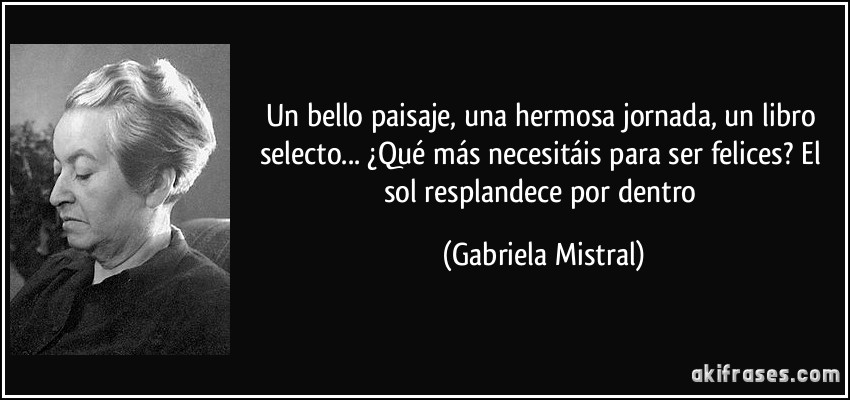 Un bello paisaje, una hermosa jornada, un libro
selecto... ¿Qué más necesitáis para ser felices? El
sol resplandece por dentro
(Gabriela Mistral)
akifrases.com